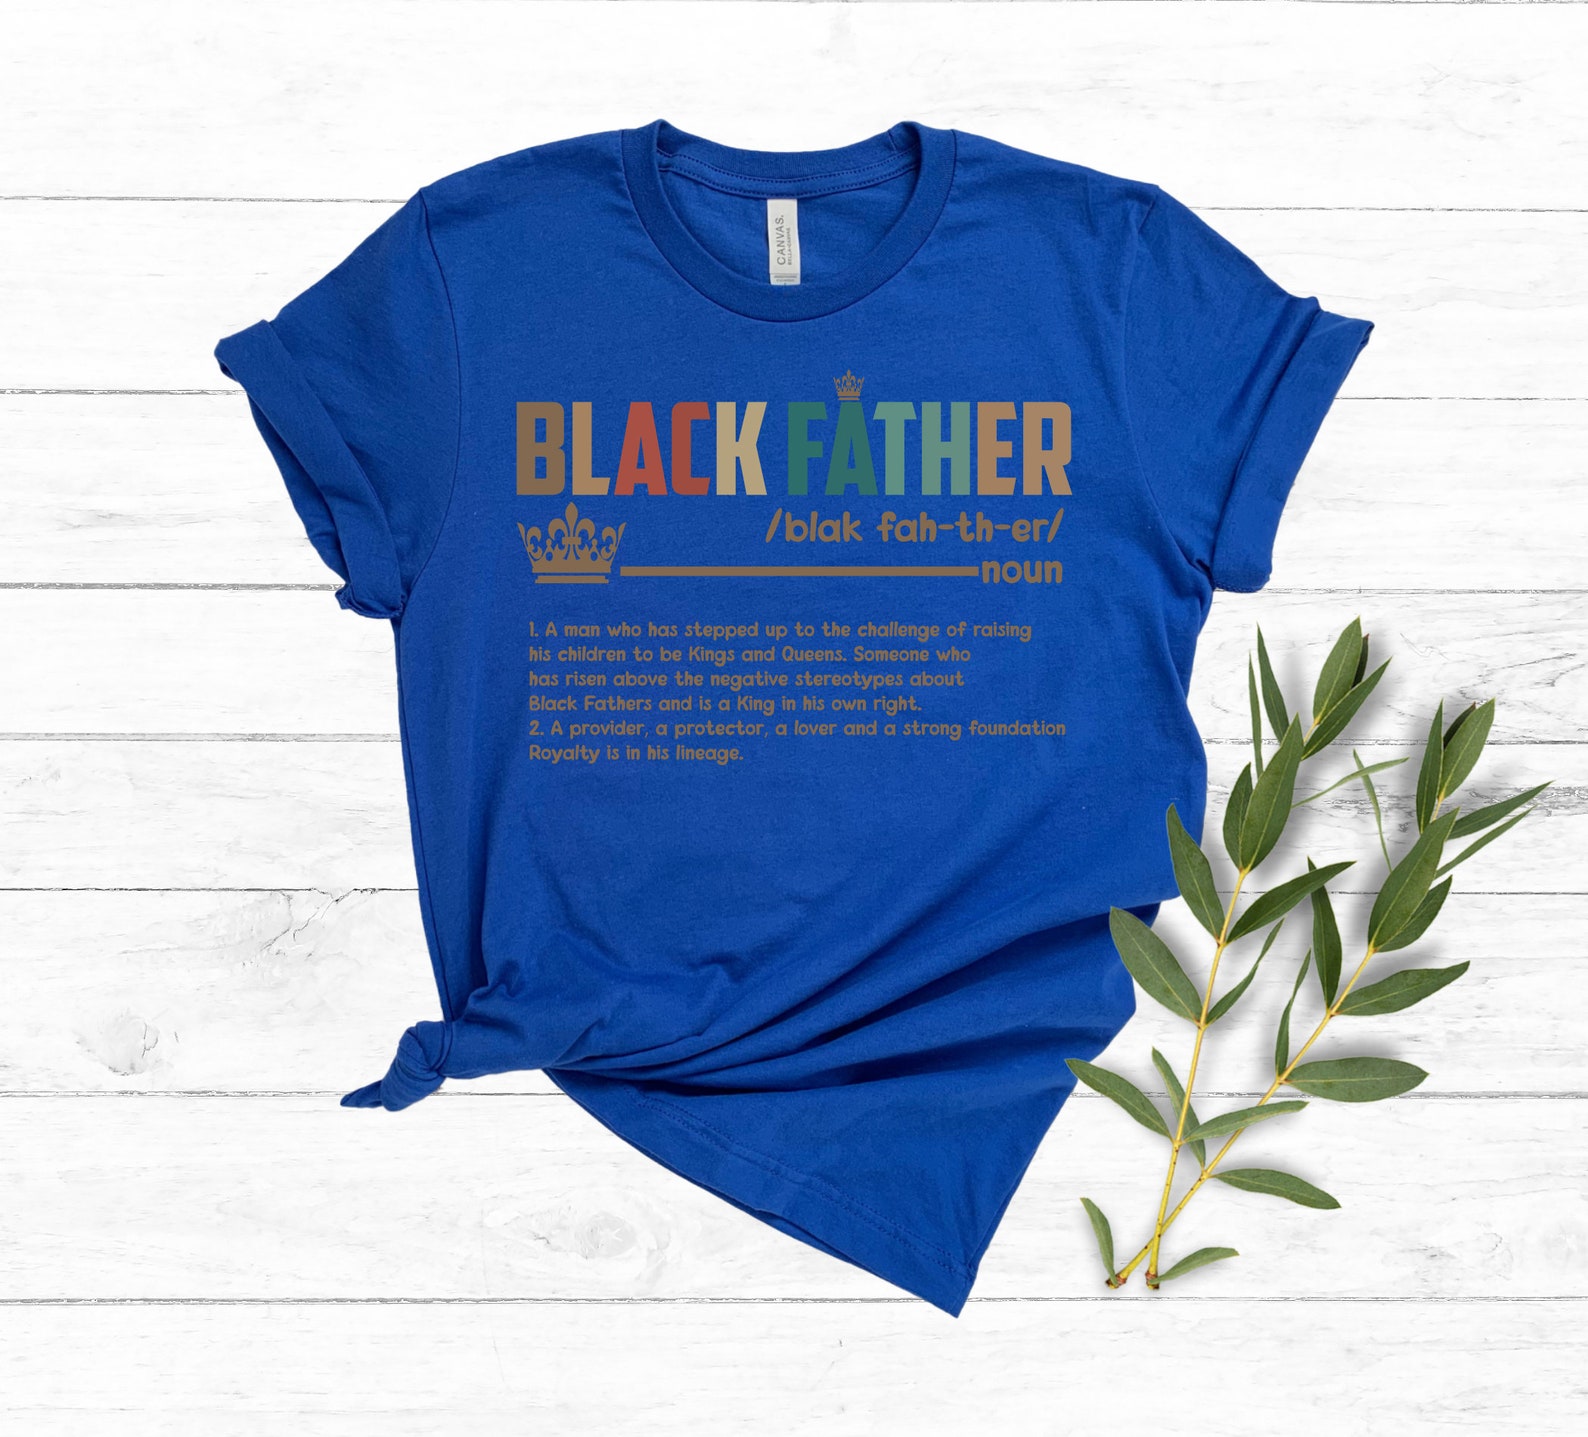 CANVAS.
BELLA+CANVAS
BLACK FATHER
/blak fah-th-er/
noun
1. A man who has stepped up to the challenge of raising
his children to be Kings and Queens. Someone who
has risen above the negative stereotypes about
Black Fathers and is a King in his own right.
2. A provider, a protector, a lover and a strong foundation
Royalty is in his lineage.